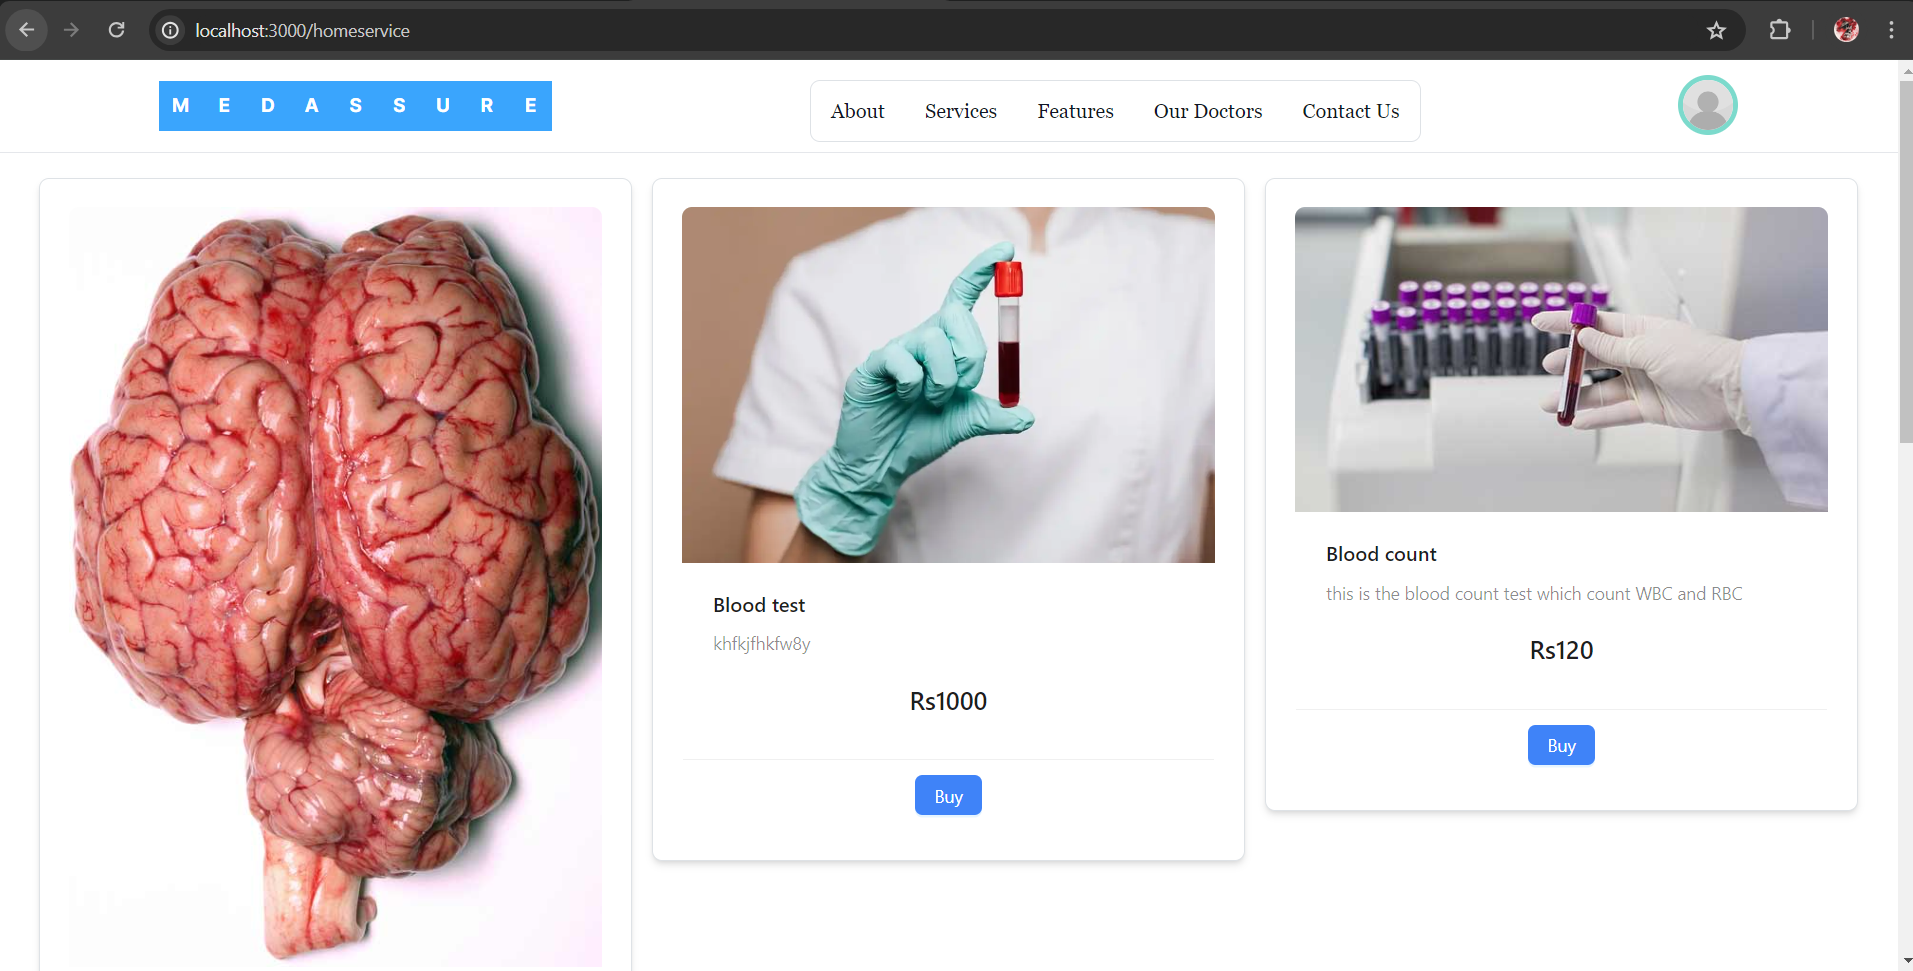 localhost:3000/homeservice
M E D A S S U R E
About Services Features Our Doctors Contact Us
Blood test
khfkjfhkfw8y
Rs1000
Buy
Blood count
this is the blood count test which count WBC and RBC
Rs120
Buy